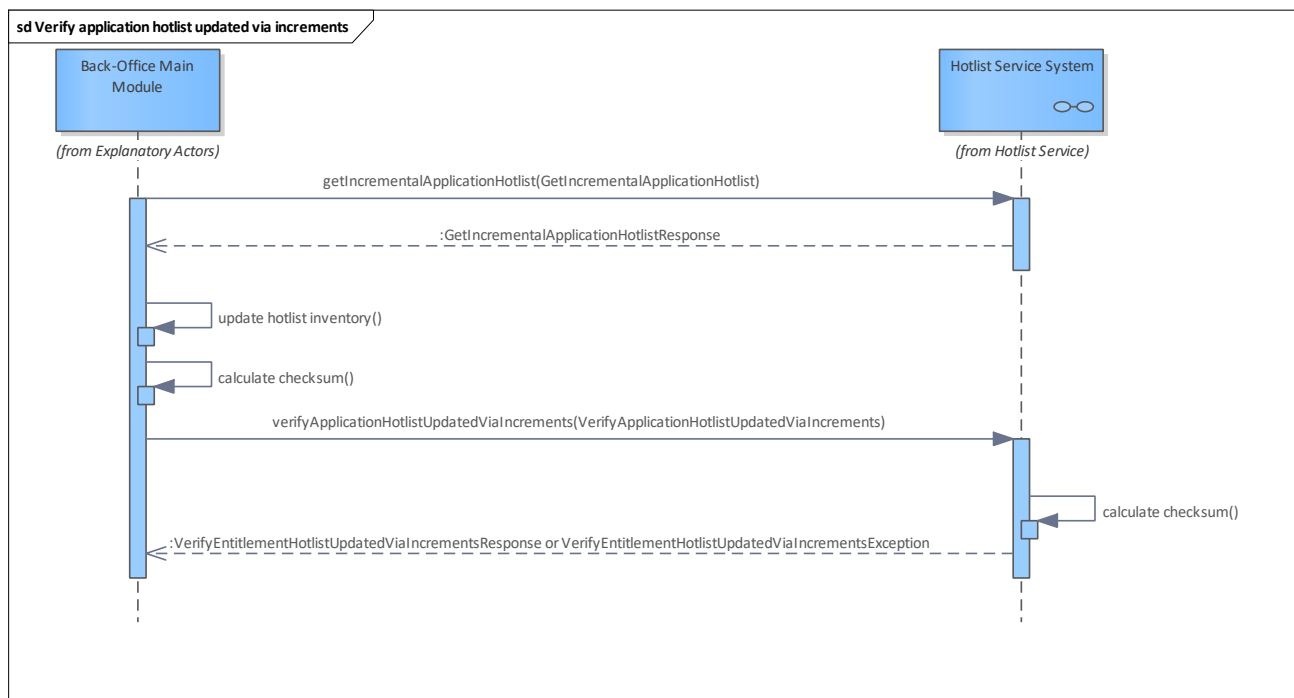 sd Verify application hotlist updated via increments
Back-Office Main
Module
Hotlist Service System
(from Explanatory Actors)
(from Hotlist Service)
getIncrementalApplicationHotlist(GetIncrementalApplicationHotlist)
:GetIncrementalApplicationHotlistResponse
update hotlist inventory()
calculate checksum()
verifyApplicationHotlistUpdatedViaIncrements(VerifyApplicationHotlistUpdatedViaIncrements)
calculate checksum()
:VerifyEntitlementHotlistUpdatedViaIncrementsResponse or VerifyEntitlementHotlistUpdatedViaIncrementsException